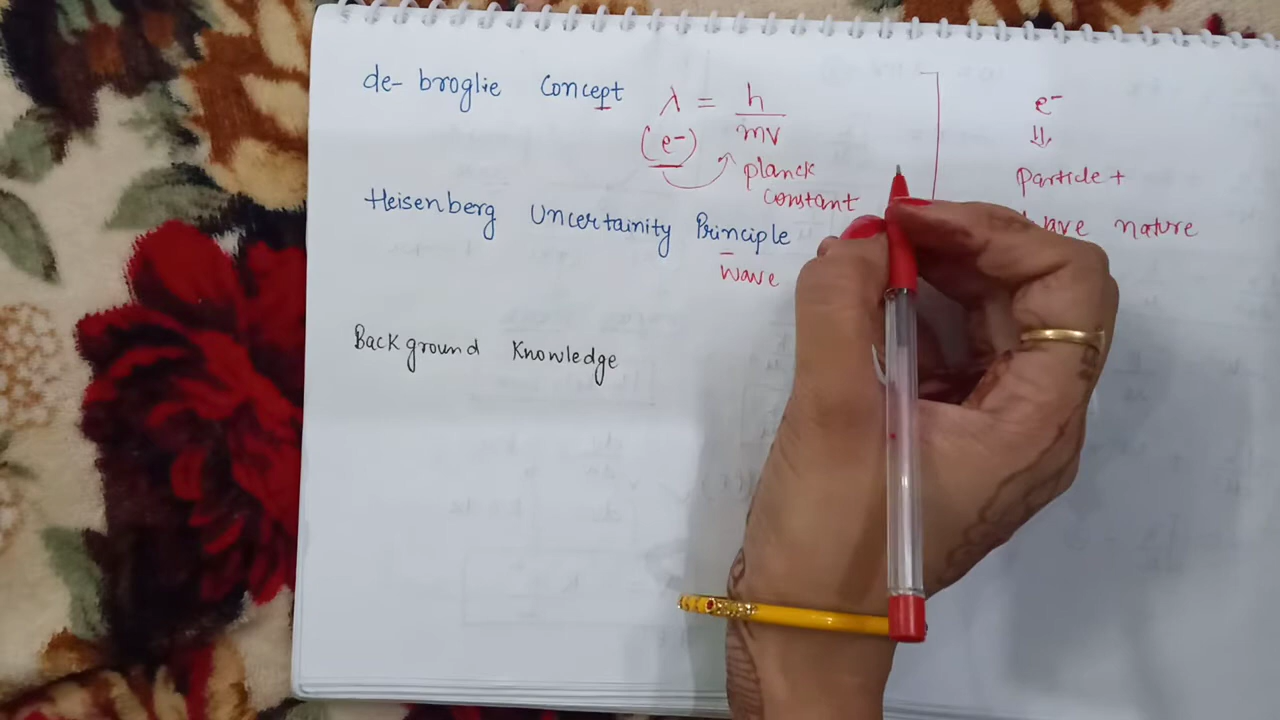 de-broglie Concept λ = h / mv
(e-) planck constant
Heisenberg Uncertainity Principle
wave
Background Knowledge
e-
⇓
Particle +
nature